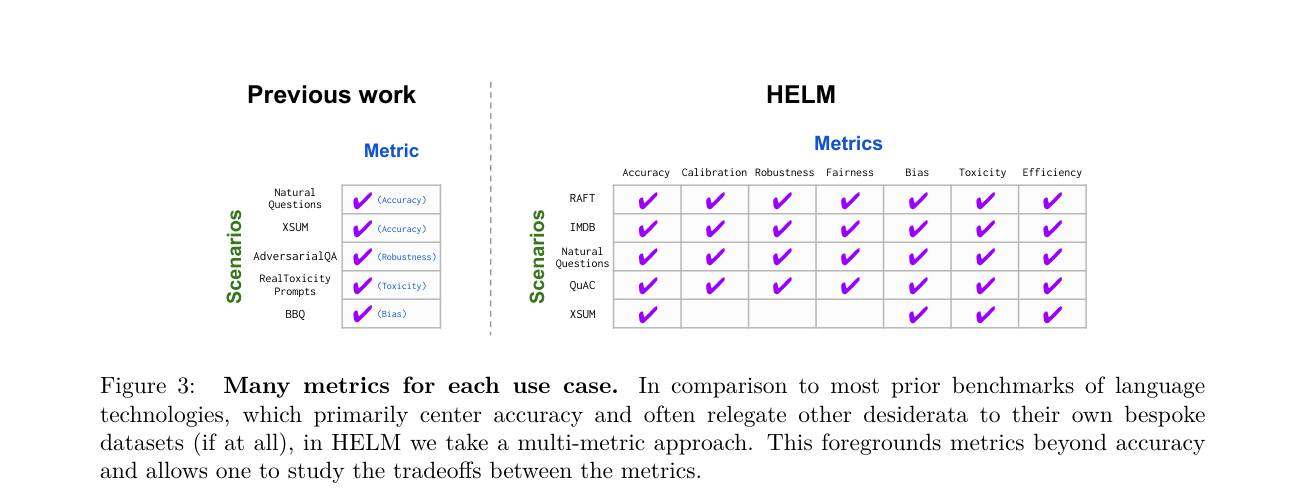 Previous work
Metric
Scenarios
Natural
Questions
✔ (Accuracy)
XSUM ✔ (Accuracy)
AdversarialQA ✔ (Robustness)
RealToxicity
Prompts
✔ (Toxicity)
BBQ ✔ (Bias)
HELM
Metrics
Accuracy Calibration Robustness Fairness Bias Toxicity Efficiency
Scenarios
RAFT ✔ ✔ ✔ ✔ ✔ ✔ ✔
IMDB ✔ ✔ ✔ ✔ ✔ ✔ ✔
Natural
Questions
✔ ✔ ✔ ✔ ✔ ✔ ✔
QuAC ✔ ✔ ✔ ✔ ✔ ✔ ✔
XSUM ✔ ✔ ✔ ✔
Figure 3: Many metrics for each use case. In comparison to most prior benchmarks of language
technologies, which primarily center accuracy and often relegate other desiderata to their own bespoke
datasets (if at all), in HELM we take a multi-metric approach. This foregrounds metrics beyond accuracy
and allows one to study the tradeoffs between the metrics.